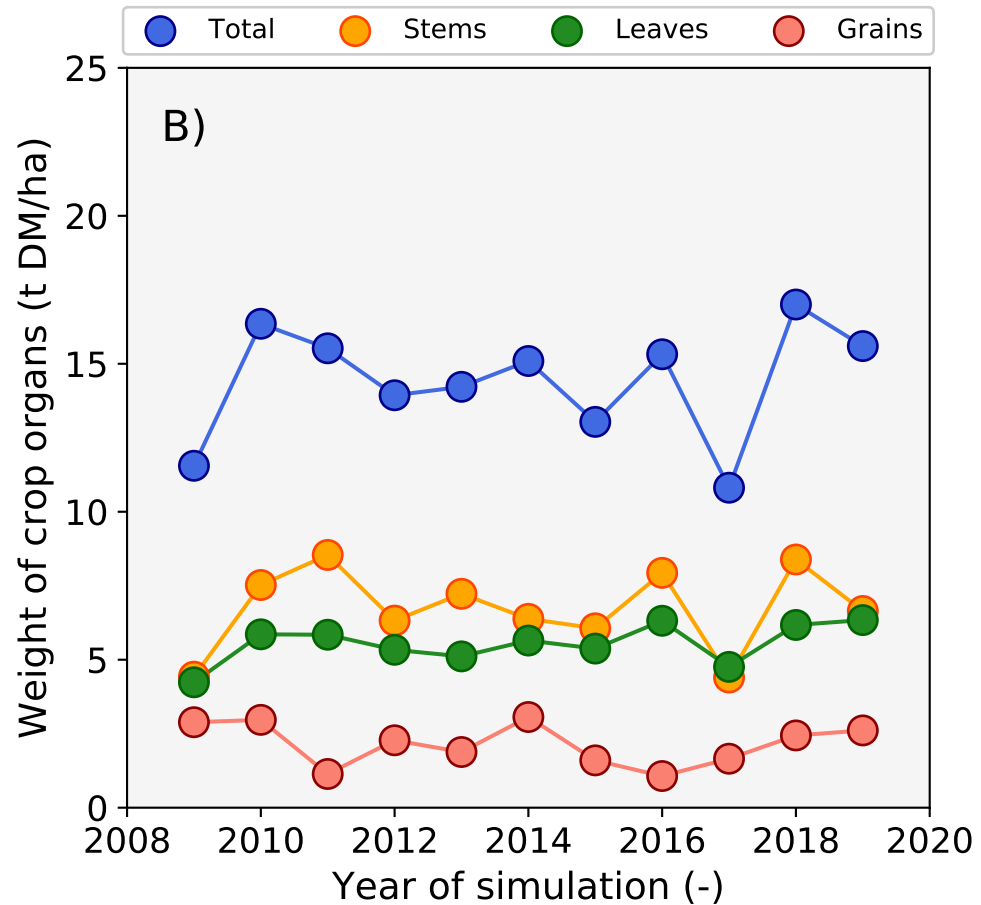 Total Stems Leaves Grains
B)
25
20
15
10
5
0
Weight of crop organs (t DM/ha)
2008 2010 2012 2014 2016 2018 2020
Year of simulation (-)